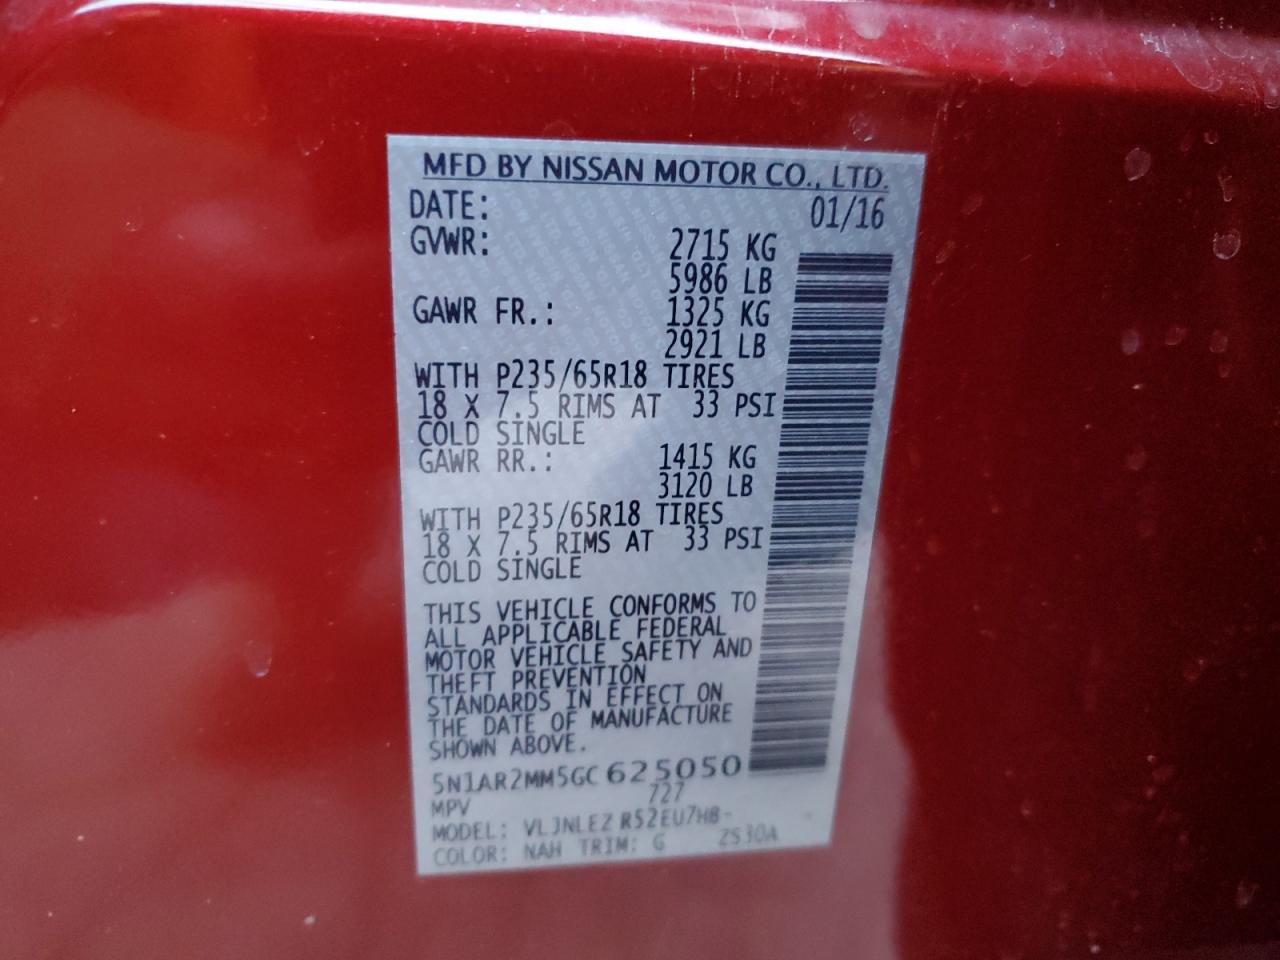 MFD BY NISSAN MOTOR CO., LTD.
DATE: 01/16
GVWR: 2715 KG
5986 LB
GAWR FR.: 1325 KG
2921 LB
WITH P235/65R18 TIRES
18 X 7.5 RIMS AT 33 PSI
COLD SINGLE
GAWR RR.: 1415 KG
3120 LB
WITH P235/65R18 TIRES
18 X 7.5 RIMS AT 33 PSI
COLD SINGLE
THIS VEHICLE CONFORMS TO
ALL APPLICABLE FEDERAL
MOTOR VEHICLE SAFETY AND
THEFT PREVENTION
STANDARDS IN EFFECT ON
THE DATE OF MANUFACTURE
SHOWN ABOVE.
5N1AR2MM5GC625050
MPV 727
MODEL: VLJNLEZ R52EU7HB-
COLOR: NAH TRIM: G ZS30A